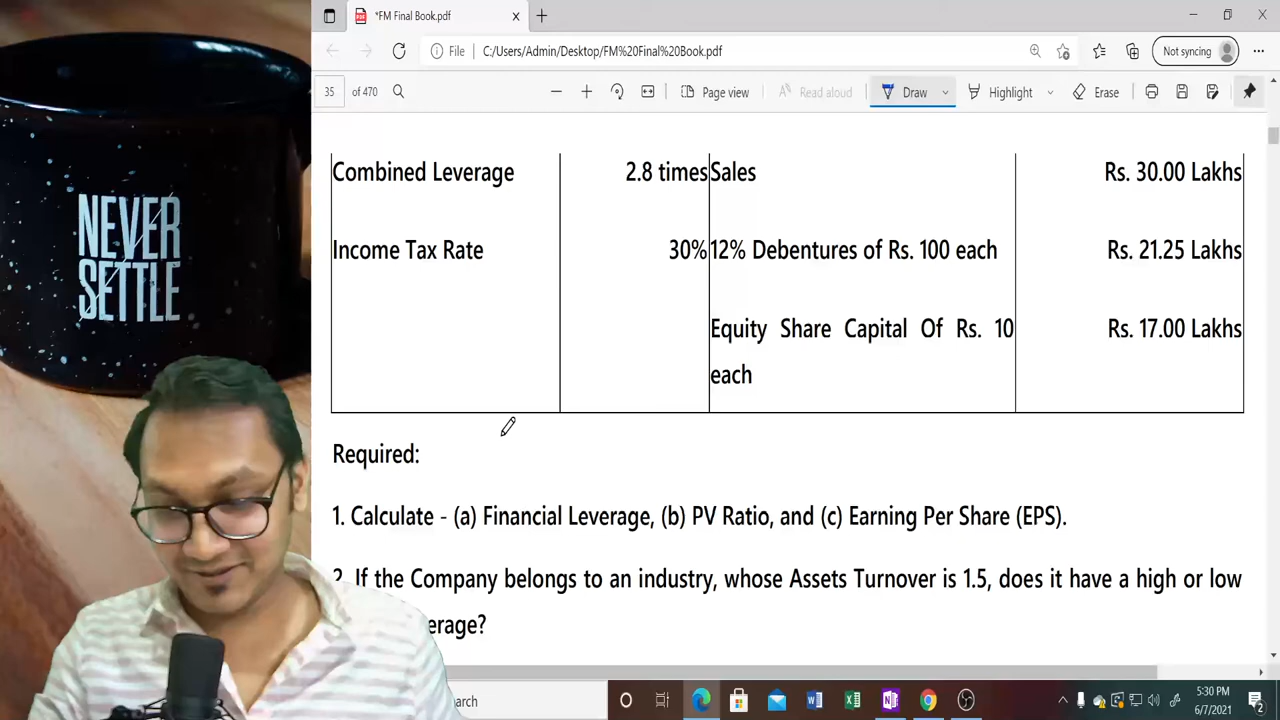 *FM Final Book.pdf
File
C:/Users/Admin/Desktop/FM%20Final%20Book.pdf
Not syncing
35 of 470
Page view
Read aloud
Draw
Highlight
Erase
NEVER
SETTLE
Combined Leverage 2.8 times Sales Rs. 30.00 Lakhs
Income Tax Rate 30% 12% Debentures of Rs. 100 each Rs. 21.25 Lakhs
Equity Share Capital Of Rs. 10 Rs. 17.00 Lakhs
each
Required:
1. Calculate - (a) Financial Leverage, (b) PV Ratio, and (c) Earning Per Share (EPS).
2. If the Company belongs to an industry, whose Assets Turnover is 1.5, does it have a high or low
5:30 PM
6/7/2021